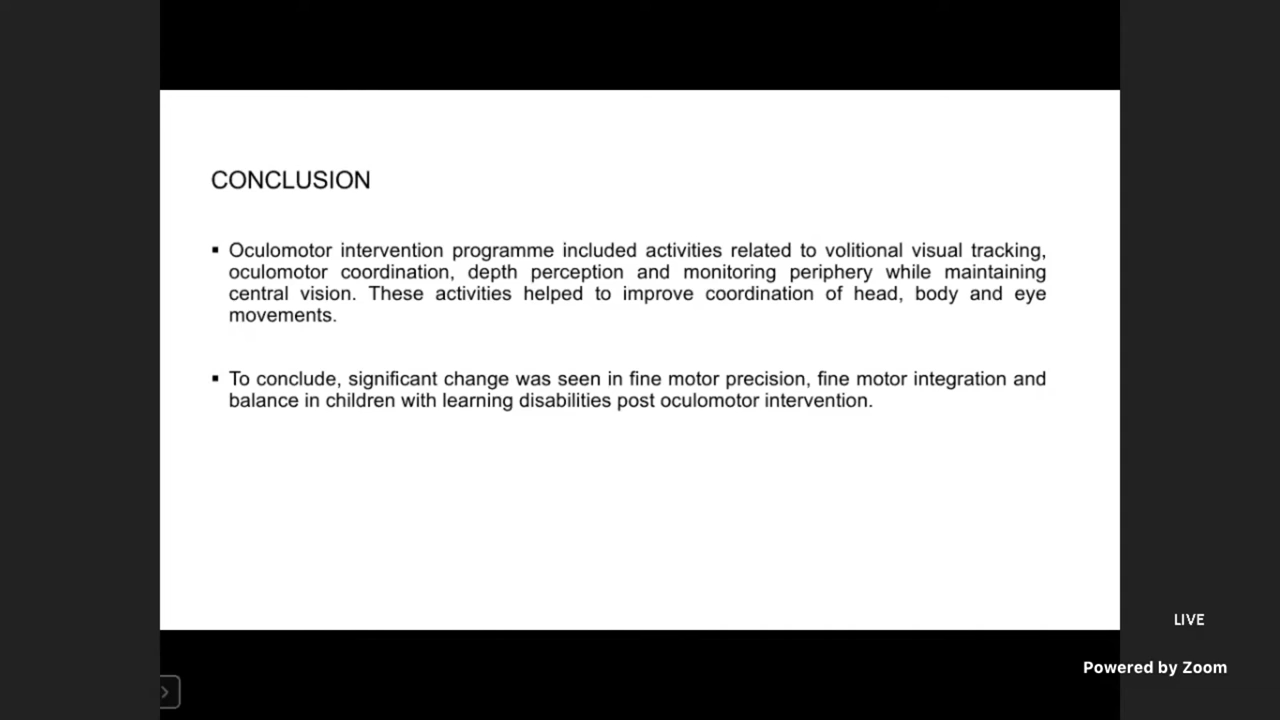 CONCLUSION
▪ Oculomotor intervention programme included activities related to volitional visual tracking,
oculomotor coordination, depth perception and monitoring periphery while maintaining
central vision. These activities helped to improve coordination of head, body and eye
movements.
▪ To conclude, significant change was seen in fine motor precision, fine motor integration and
balance in children with learning disabilities post oculomotor intervention.
LIVE
Powered by Zoom